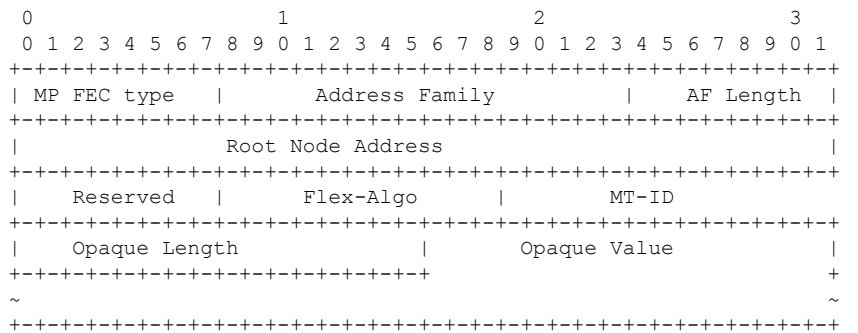 0                   1                   2                   3
 0 1 2 3 4 5 6 7 8 9 0 1 2 3 4 5 6 7 8 9 0 1 2 3 4 5 6 7 8 9 0 1
+-+-+-+-+-+-+-+-+-+-+-+-+-+-+-+-+-+-+-+-+-+-+-+-+-+-+-+-+-+-+-+-+
| MP FEC type   |       Address Family          |    AF Length  |
+-+-+-+-+-+-+-+-+-+-+-+-+-+-+-+-+-+-+-+-+-+-+-+-+-+-+-+-+-+-+-+-+
|                Root Node Address                              |
+-+-+-+-+-+-+-+-+-+-+-+-+-+-+-+-+-+-+-+-+-+-+-+-+-+-+-+-+-+-+-+-+
|    Reserved   |      Flex-Algo      |        MT-ID
+-+-+-+-+-+-+-+-+-+-+-+-+-+-+-+-+-+-+-+-+-+-+-+-+-+-+-+-+-+-+-+-+
|    Opaque Length              |       Opaque Value            |
+-+-+-+-+-+-+-+-+-+-+-+-+-+-+-+-+                               +
~                                                               ~
+-+-+-+-+-+-+-+-+-+-+-+-+-+-+-+-+-+-+-+-+-+-+-+-+-+-+-+-+-+-+-+-+